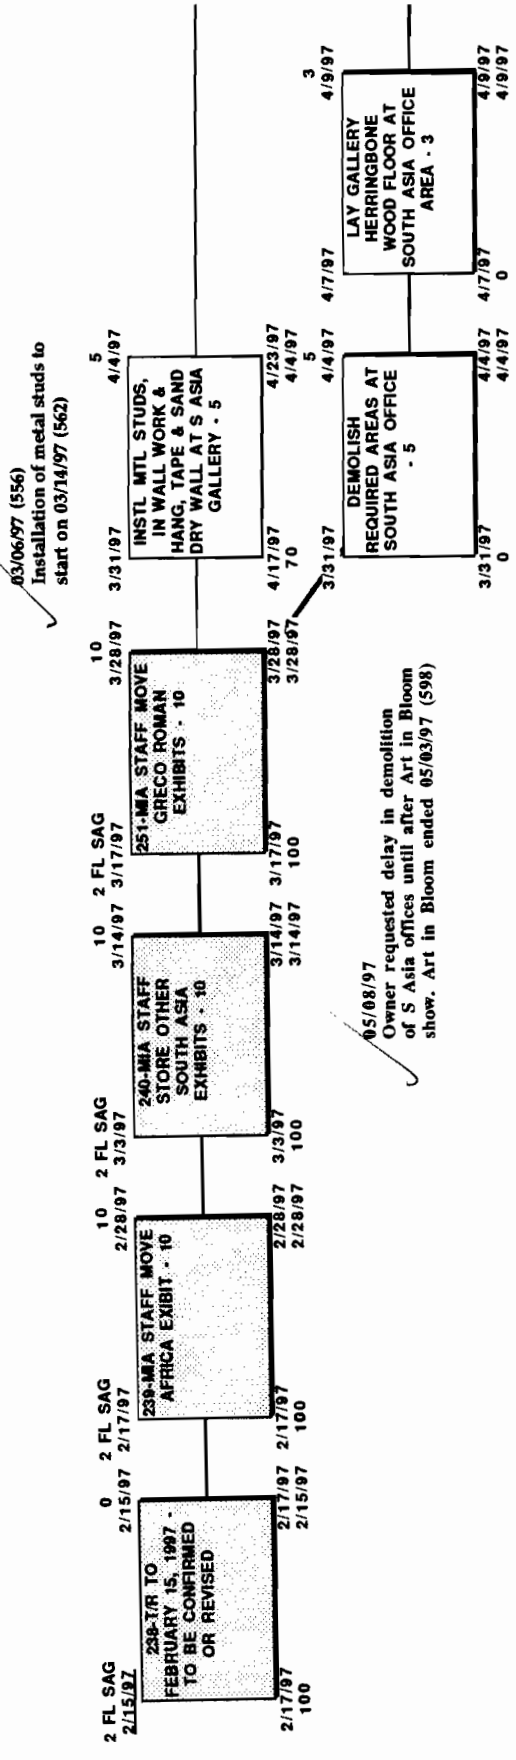 03/06/97 (556)
Installation of metal studs to
start on 03/14/97 (562)
2 FL SAG 0
2/15/97 2/15/97
238-T/R TO
FEBRUARY 15, 1997 -
TO BE CONFIRMED
OR REVISED
2/17/97 2/17/97
100 2/15/97
2 FL SAG 10
2/17/97 2/28/97
239-MIA STAFF MOVE
AFRICA EXIBIT - 10
2/17/97 2/28/97
100 2/28/97
2 FL SAG 10
3/3/97 3/14/97
240-MIA STAFF
STORE OTHER
SOUTH ASIA
EXHIBITS - 10
3/3/97 3/14/97
100 3/14/97
2 FL SAG 10
3/17/97 3/28/97
251-MIA STAFF MOVE
GRECO ROMAN
EXHIBITS - 10
3/17/97 3/28/97
100 3/28/97
5
3/31/97 4/4/97
INSTL MTL STUDS,
IN WALL WORK &
HANG, TAPE & SAND
DRY WALL AT S ASIA
GALLERY - 5
4/17/97 4/23/97
70 4/4/97
5
3/31/97 4/4/97
DEMOLISH
REQUIRED AREAS AT
SOUTH ASIA OFFICE
- 5
3/31/97 4/4/97
0 4/4/97
3
4/7/97 4/9/97
LAY GALLERY
HERRINGBONE
WOOD FLOOR AT
SOUTH ASIA OFFICE
AREA - 3
4/7/97 4/9/97
0 4/9/97
05/08/97
Owner requested delay in demolition
of S Asia offices until after Art in Bloom
show. Art in Bloom ended 05/03/97 (598)